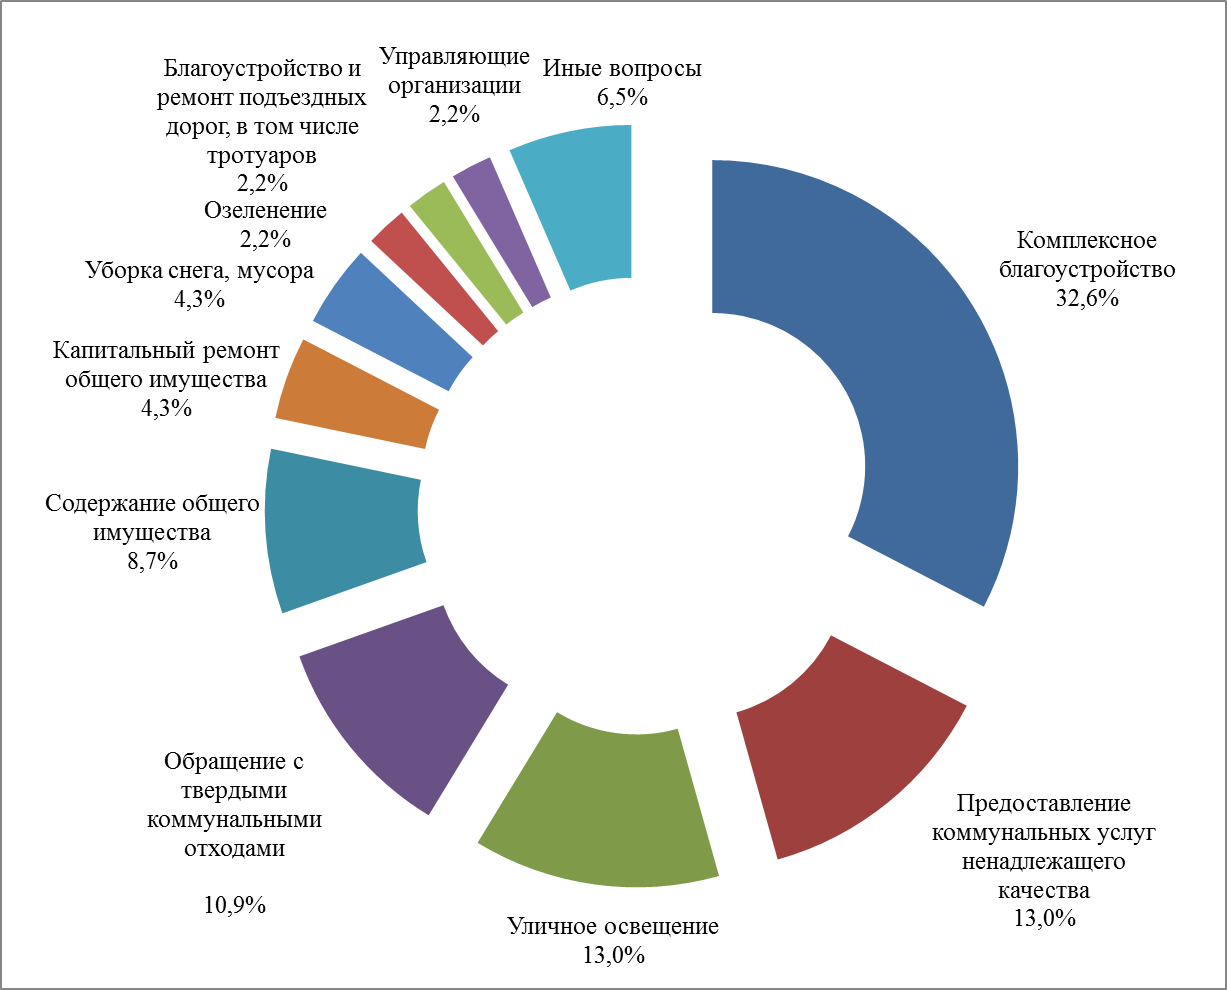 Управляющие
организации
2,2%
Иные вопросы
6,5%
Благоустройство и
ремонт подъездных
дорог, в том числе
тротуаров
2,2%
Озеленение
2,2%
Уборка снега, мусора
4,3%
Капитальный ремонт
общего имущества
4,3%
Содержание общего
имущества
8,7%
Обращение с
твердыми
коммунальными
отходами
10,9%
Уличное освещение
13,0%
Предоставление
коммунальных услуг
ненадлежащего
качества
13,0%
Комплексное
благоустройство
32,6%